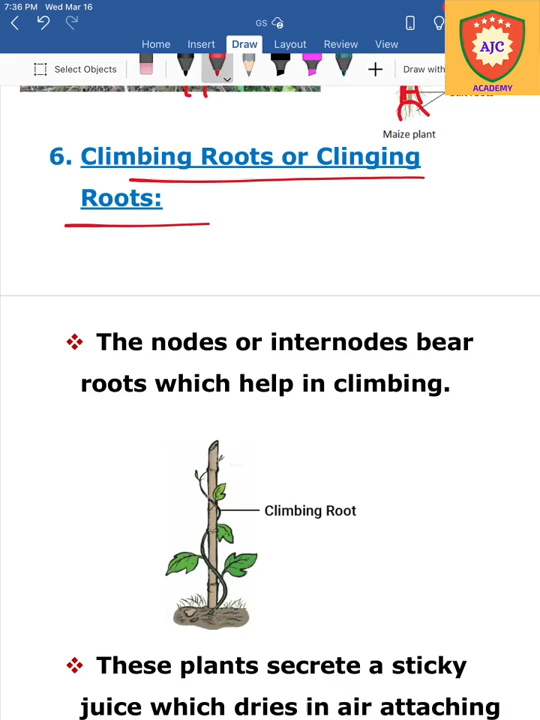 7:36 PM Wed Mar 16
GS
Home Insert Draw Layout Review View
Select Objects
Draw with
AJC
ACADEMY
Maize plant
6. Climbing Roots or Clinging
Roots:
❖ The nodes or internodes bear
roots which help in climbing.
Climbing Root
❖ These plants secrete a sticky
juice which dries in air attaching